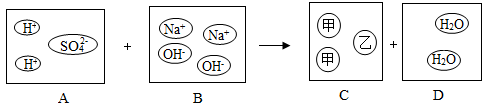 H⁺ SO₄²⁻ H⁺ + Na⁺ Na⁺ OH⁻ OH⁻ → 甲 甲 乙 + H₂O H₂O
A B C D